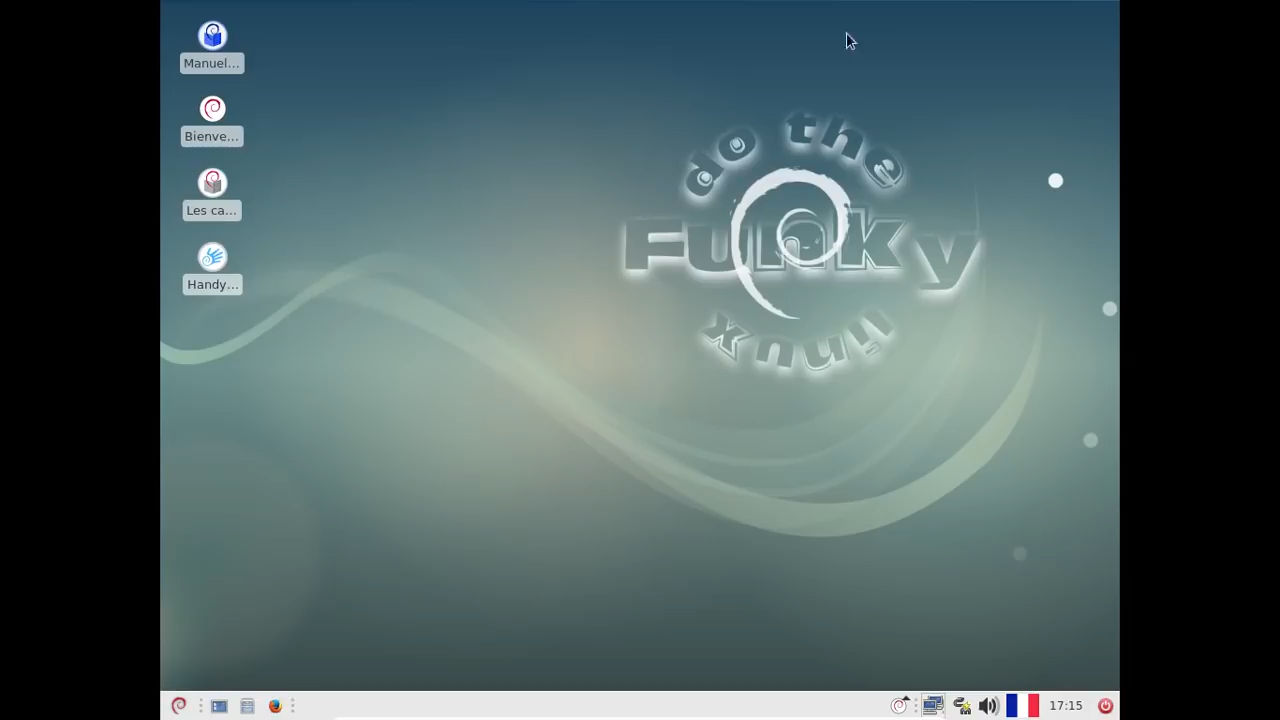 Manuel...
Bienve...
Les ca...
Handy...
do the
Funky
linux
17:15